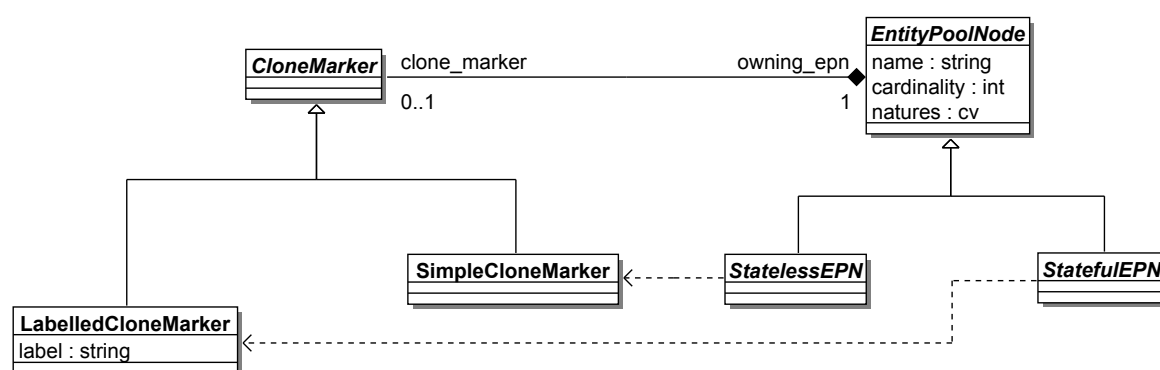 EntityPoolNode
name : string
cardinality : int
natures : cv
CloneMarker
clone_marker
owning_epn
0..1
1
SimpleCloneMarker
StatelessEPN
StatefulEPN
LabelledCloneMarker
label : string